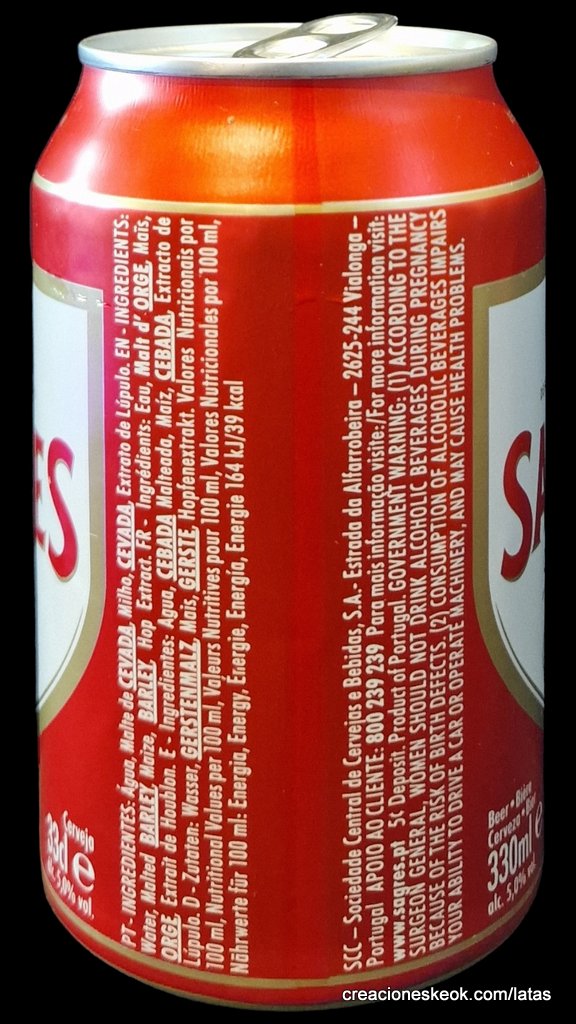 PT - INGREDIENTES: Água, Malte de CEVADA, Milho, CEVADA, Extrato de Lúpulo. EN - INGREDIENTS:
Water, Malted BARLEY, Maize, BARLEY, Hop Extract. FR - Ingrédients: Eau, Malt d' ORGE, Maïs,
ORGE, Extrait de Houblon. E - Ingredientes: Agua, CEBADA Malteada, Maíz, CEBADA, Extracto de
Lúpulo. D - Zutaten: Wasser, GERSTENMALZ, Mais, GERSTE, Hopfenextrakt. Valores Nutricionais por
100 ml, Nutritional Values per 100 ml, Valeurs Nutritives pour 100 ml, Valores Nutricionales por 100 ml,
Nährwerte für 100 ml: Energia, Energy, Energie, Energía, Energie 164 kJ/39 kcal
SCC – Sociedade Central de Cervejas e Bebidas, S.A.- Estrada da Alfarrobeira – 2625-244 Vialonga –
Portugal APOIO AO CLIENTE: 800 239 239 Para mais informação visite:/For more information visit:
www.sagres.pt 5¢ Deposit. Product of Portugal. GOVERNMENT WARNING: (1) ACCORDING TO THE
SURGEON GENERAL, WOMEN SHOULD NOT DRINK ALCOHOLIC BEVERAGES DURING PREGNANCY
BECAUSE OF THE RISK OF BIRTH DEFECTS. (2) CONSUMPTION OF ALCOHOLIC BEVERAGES IMPAIRS
YOUR ABILITY TO DRIVE A CAR OR OPERATE MACHINERY, AND MAY CAUSE HEALTH PROBLEMS.
ES
SA
Cerveja
33cl e
alc. 5,0% vol.
Beer • Bière
Cerveza • Bier
330ml e
alc. 5,0% vol.
creacioneskeok.com/latas